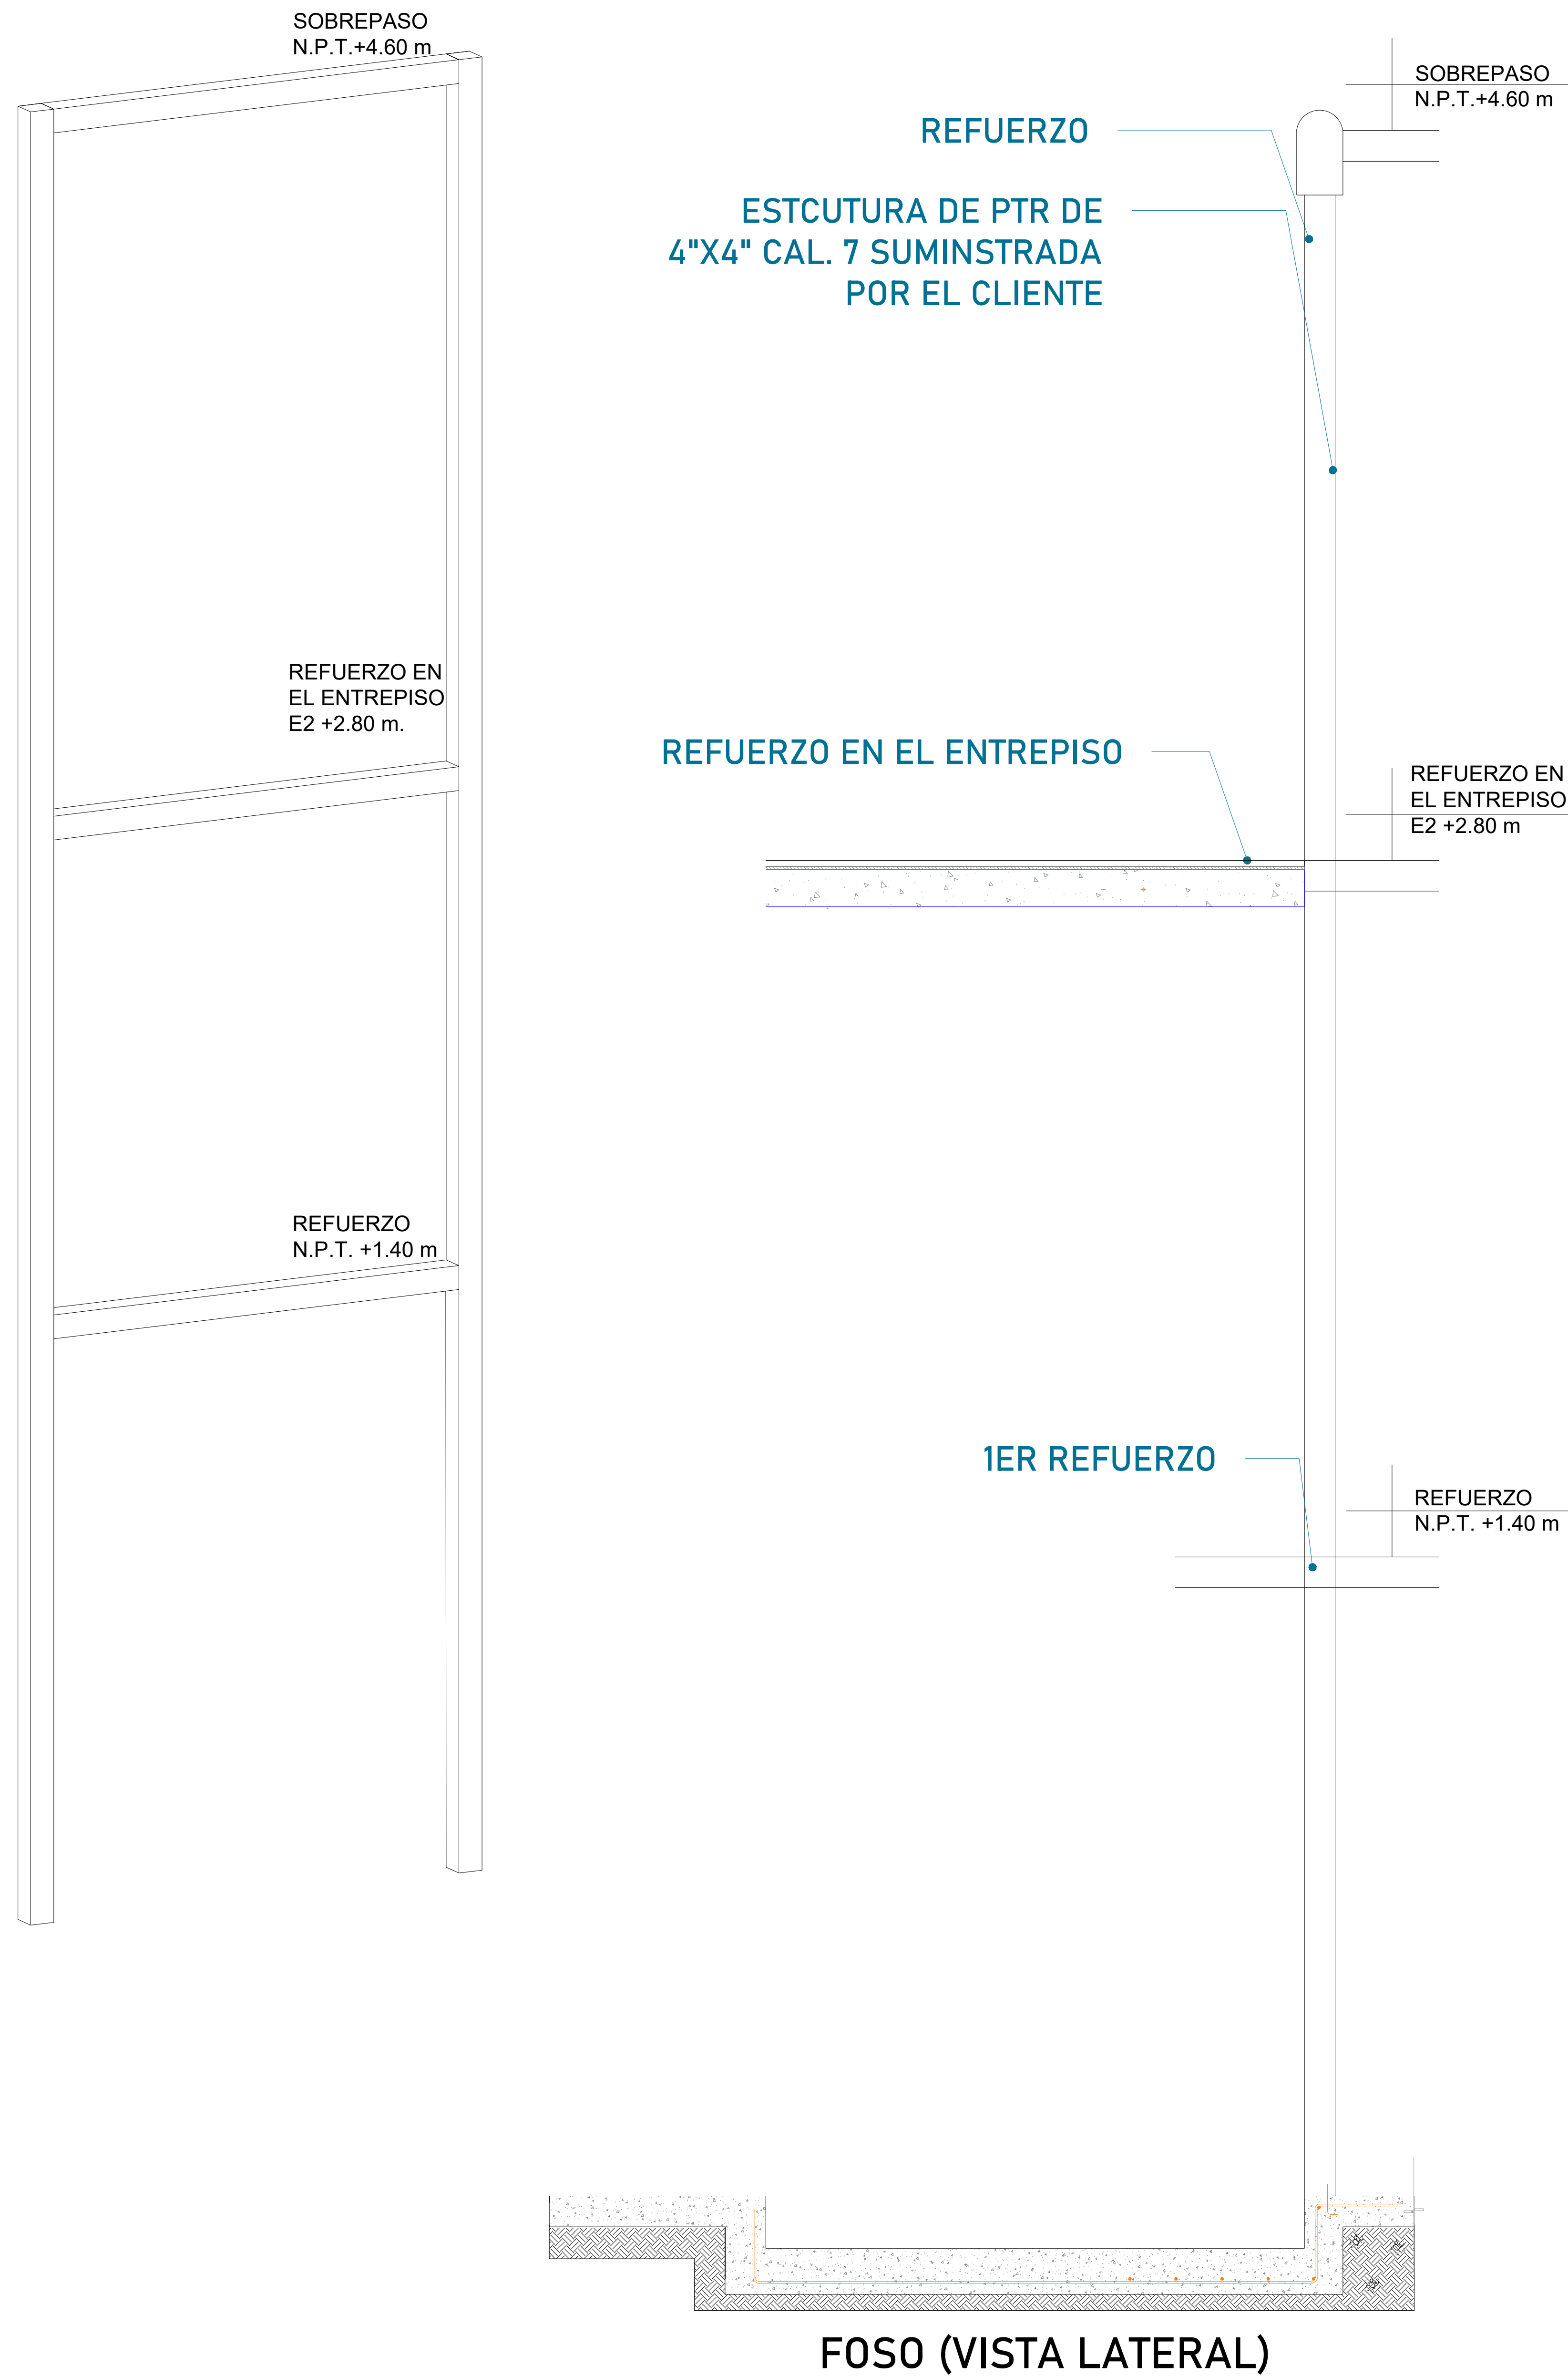 SOBREPASO
N.P.T.+4.60 m
REFUERZO EN
EL ENTREPISO
E2 +2.80 m.
REFUERZO
N.P.T. +1.40 m
REFUERZO
ESTCUTURA DE PTR DE
4"X4" CAL. 7 SUMINSTRADA
POR EL CLIENTE
REFUERZO EN EL ENTREPISO
1ER REFUERZO
SOBREPASO
N.P.T.+4.60 m
REFUERZO EN
EL ENTREPISO
E2 +2.80 m
REFUERZO
N.P.T. +1.40 m
FOSO (VISTA LATERAL)